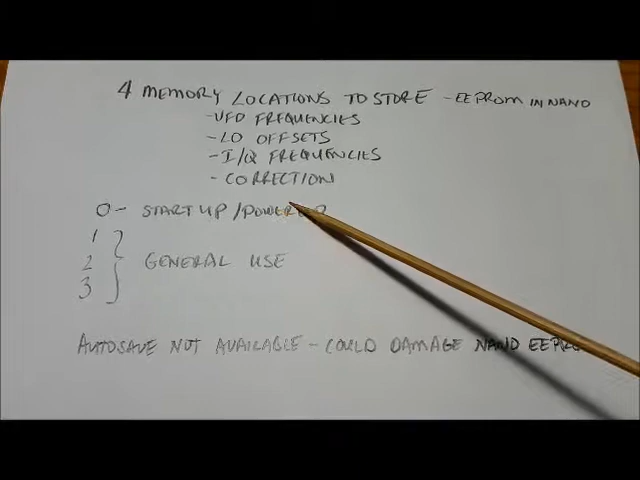 4 MEMORY LOCATIONS TO STORE - EEPROM IN NANO
- VFO FREQUENCIES
- LO OFFSETS
- I/Q FREQUENCIES
- CORRECTION
0 - START UP /
1
2 GENERAL USE
3
AUTOSAVE NOT AVAILABLE - COULD DAMAGE NANO